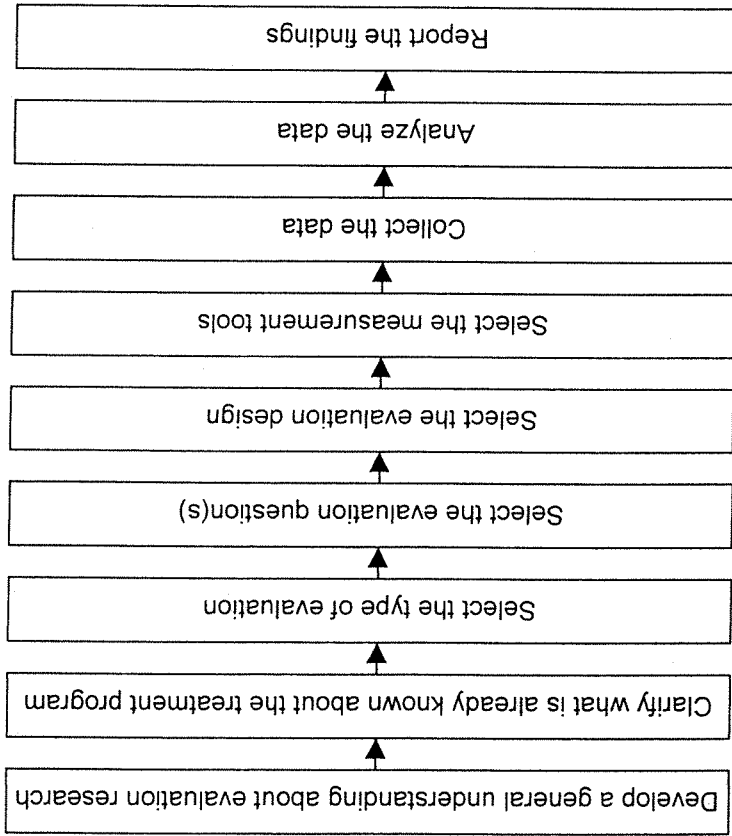 Develop a general understanding about evaluation research
Clarify what is already known about the treatment program
Select the type of evaluation
Select the evaluation question(s)
Select the evaluation design
Select the measurement tools
Collect the data
Analyze the data
Report the findings